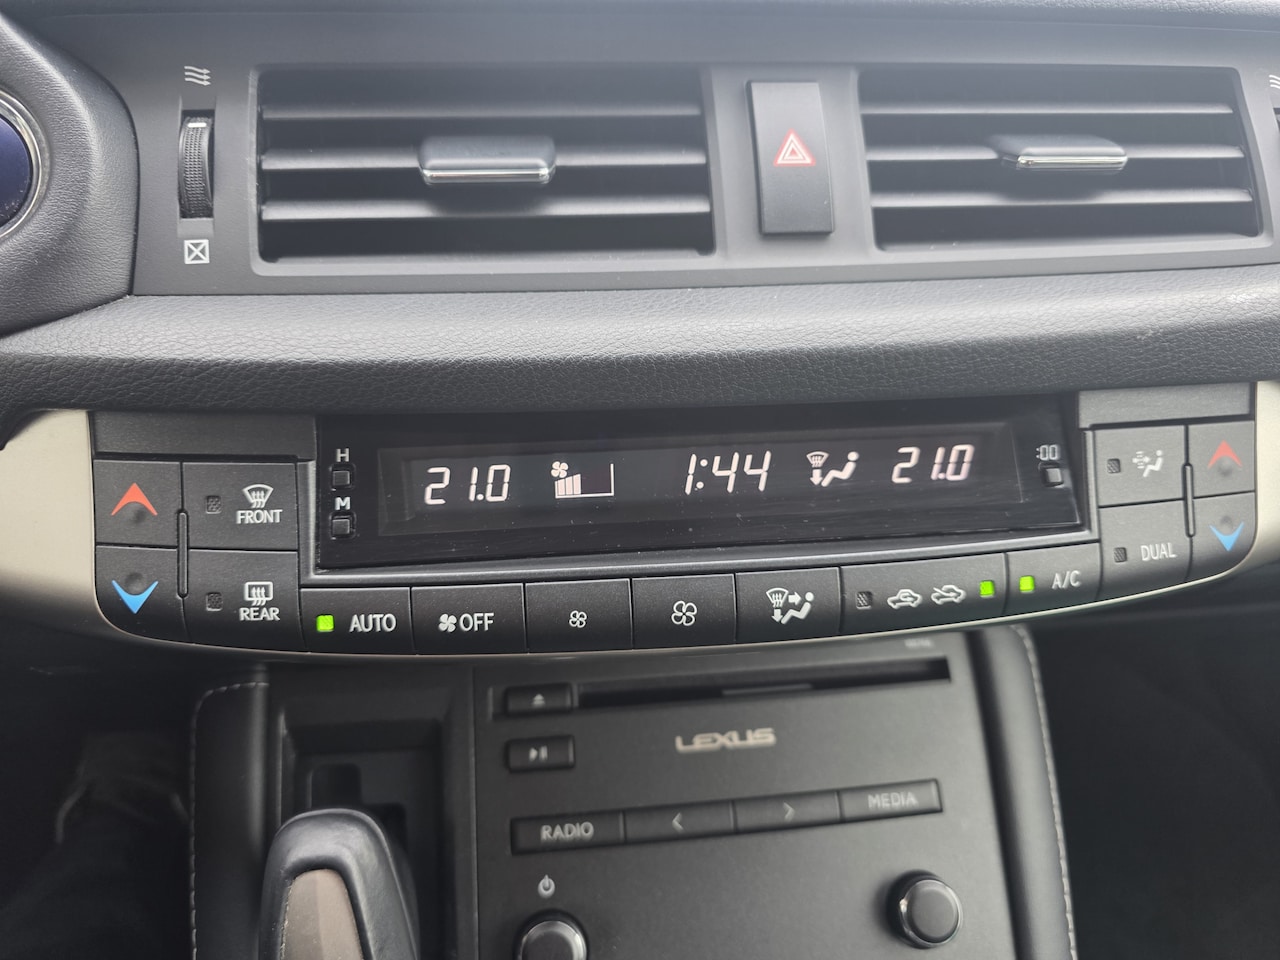 H
M
21.0
1:44
21.0
:00
FRONT
REAR
AUTO
OFF
A/C
DUAL
LEXUS
RADIO
<
>
MEDIA